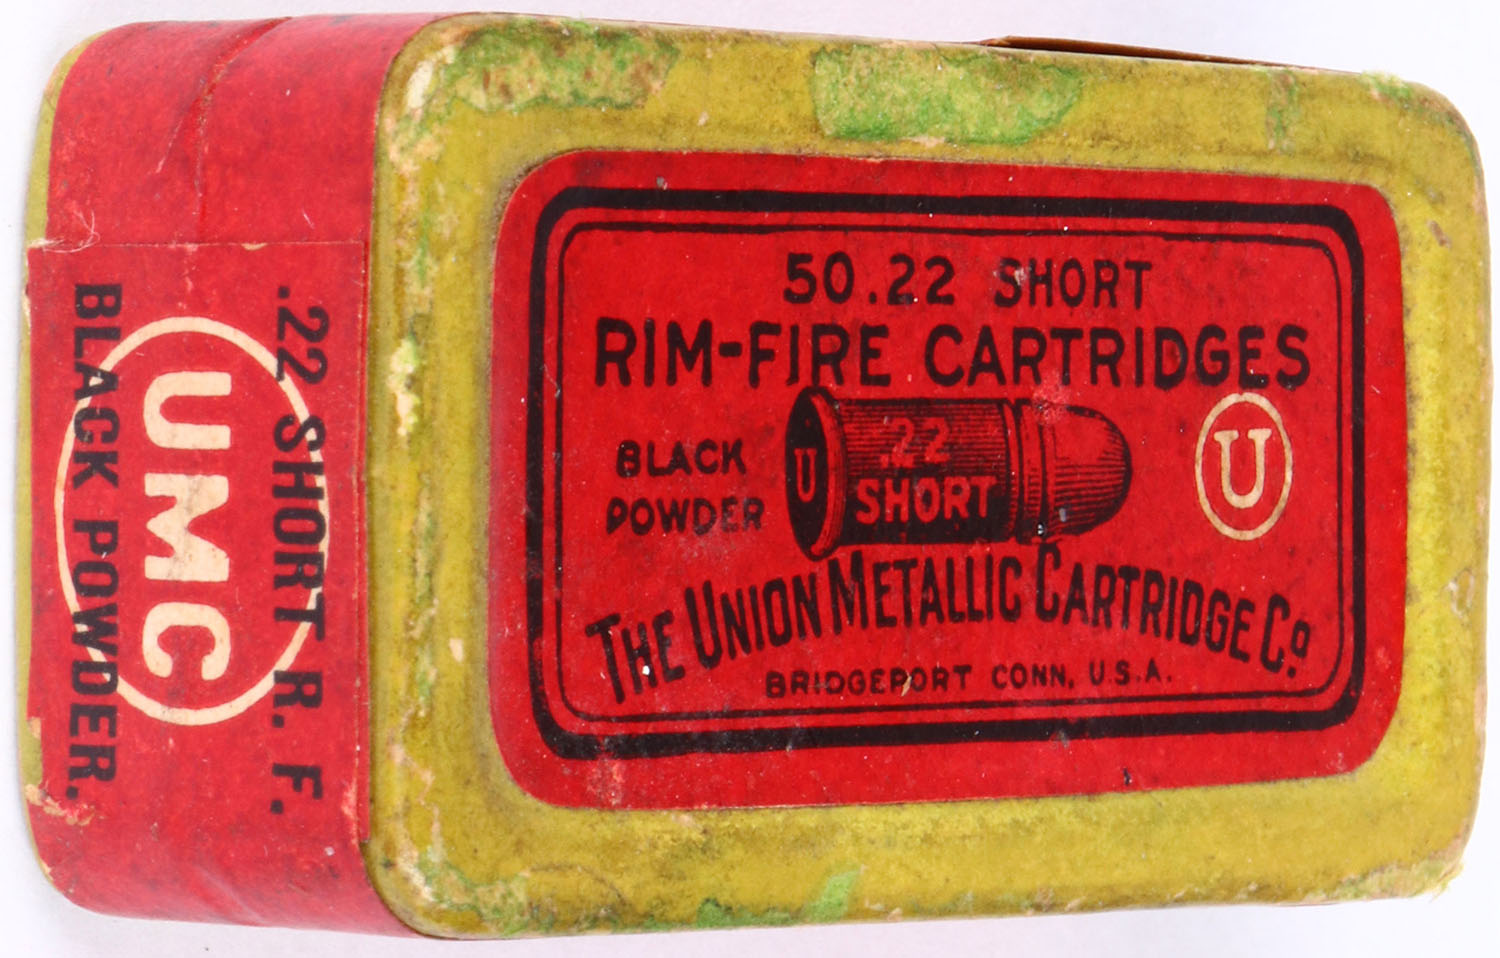 50 .22 SHORT
RIM-FIRE CARTRIDGES
BLACK
POWDER
U
.22
SHORT
U
THE UNION METALLIC CARTRIDGE Co.
BRIDGEPORT CONN. U.S.A.
.22 SHORT R. F.
UMC
BLACK POWDER.